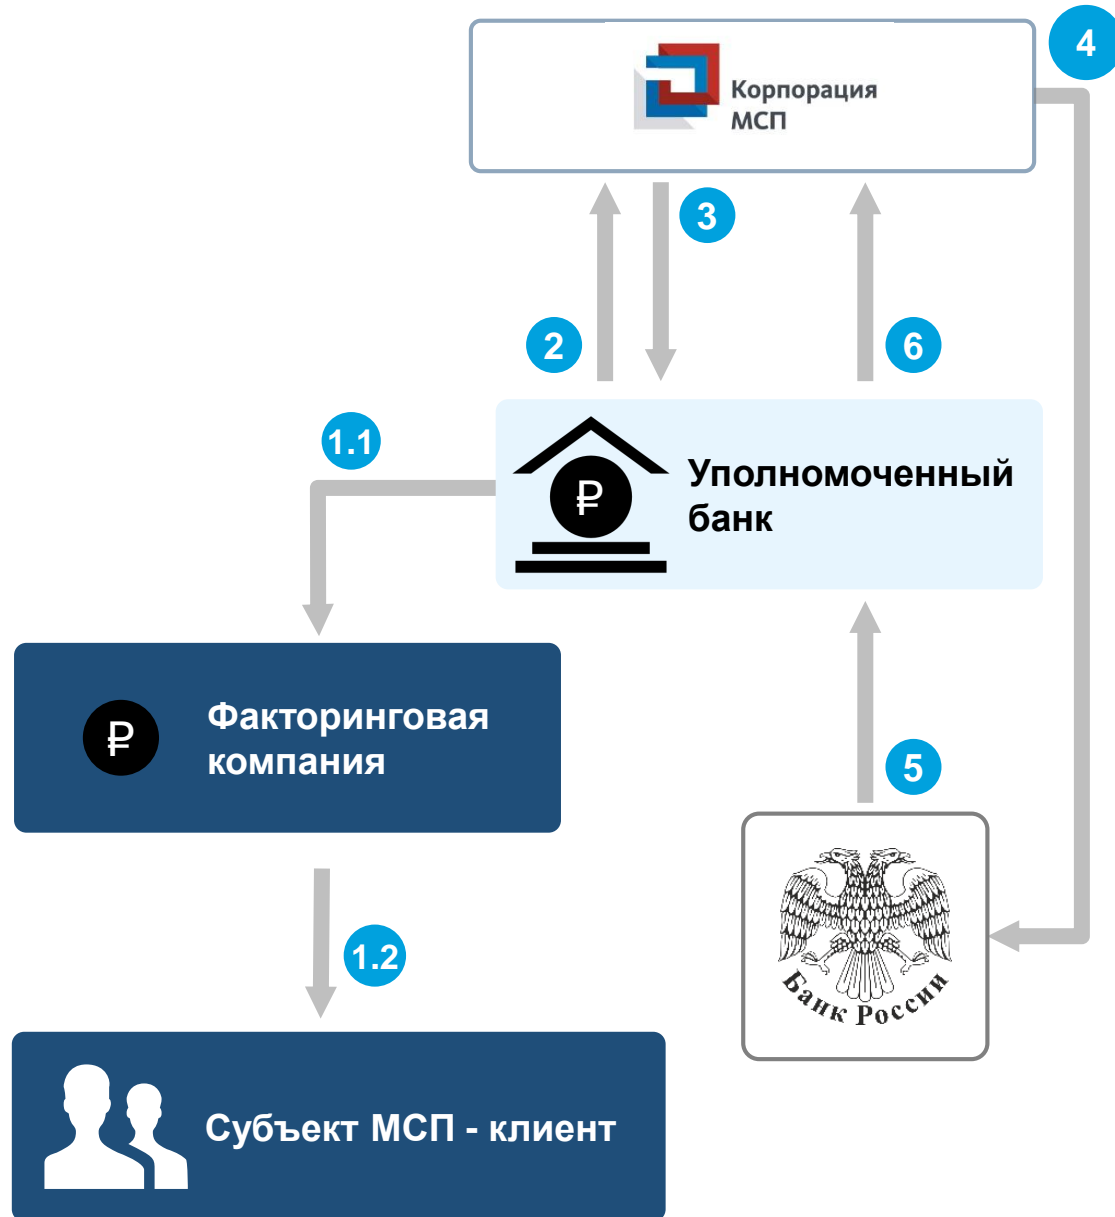 4
Корпорация
МСП
3
2
6
1.1
₽
Уполномоченный
банк
₽
Факторинговая
компания
5
1.2
Банк России
Субъект МСП - клиент